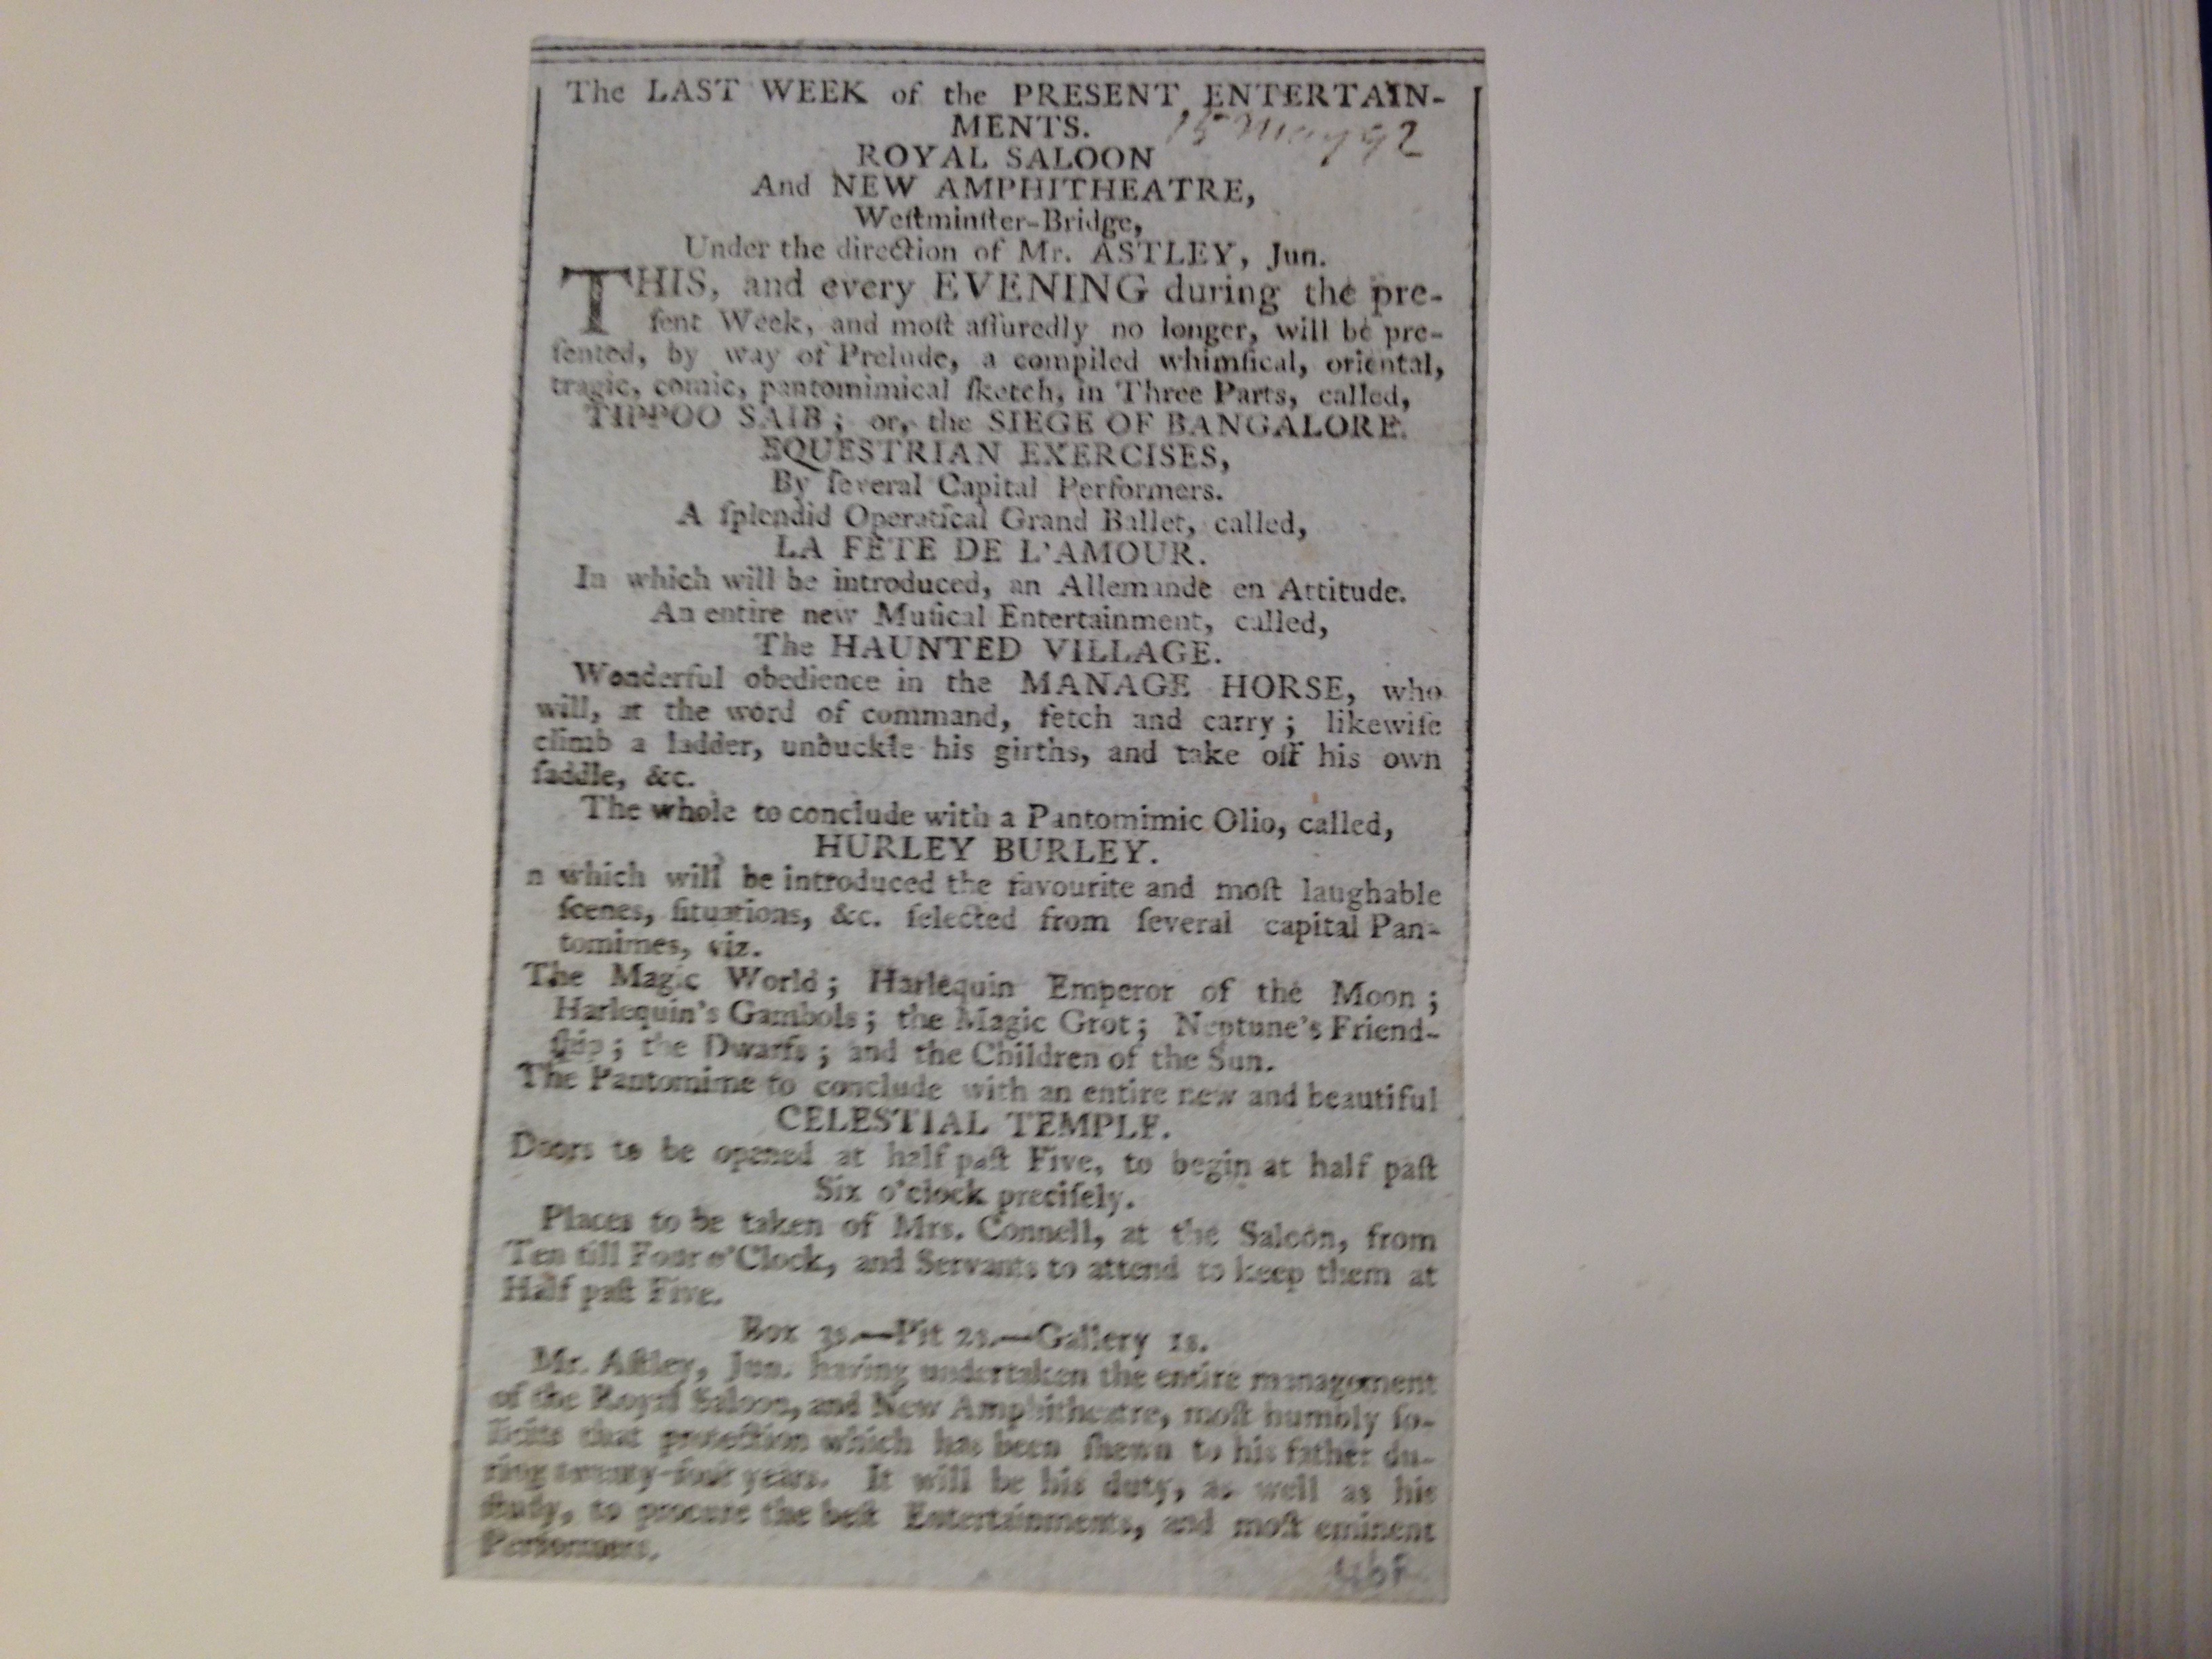 The LAST WEEK of the PRESENT ENTERTAIN-
MENTS.
15 May 92
ROYAL SALOON
And NEW AMPHITHEATRE,
Weſtminſter-Bridge,
Under the direction of Mr. ASTLEY, Jun.
THIS, and every EVENING during the pre-
ſent Week, and moſt aſſuredly no longer, will be pre-
ſented, by way of Prelude, a compiled whimſical, oriental,
tragic, comic, pantomimical ſketch, in Three Parts, called,
TIPPOO SAIB; or, the SIEGE OF BANGALORE.
EQUESTRIAN EXERCISES,
By ſeveral Capital Performers.
A ſplendid Operatical Grand Ballet, called,
LA FETE DE L'AMOUR.
In which will be introduced, an Allemande en Attitude.
An entire new Muſical Entertainment, called,
The HAUNTED VILLAGE.
Wonderful obedience in the MANAGE HORSE, who
will, at the word of command, fetch and carry; likewiſe
climb a ladder, unbuckle his girths, and take off his own
ſaddle, &c.
The whole to conclude with a Pantomimic Olio, called,
HURLEY BURLEY.
n which will be introduced the favourite and moſt laughable
ſcenes, ſituations, &c. ſelected from ſeveral capital Pan-
tomimes, viz.
The Magic World; Harlequin Emperor of the Moon;
Harlequin's Gambols; the Magic Grot; Neptune's Friend-
ſhip; the Dwarfs; and the Children of the Sun.
The Pantomime to conclude with an entire new and beautiful
CELESTIAL TEMPLE.
Doors to be opened at half paſt Five, to begin at half paſt
Six o'clock preciſely.
Places to be taken of Mrs. Connell, at the Saloon, from
Ten till Four o'Clock, and Servants to attend to keep them at
Half paſt Five.
Box 3s.—Pit 2s.—Gallery 1s.
Mr. Aſtley, Jun. having undertaken the entire management
of the Royal Saloon, and New Amphitheatre, moſt humbly ſo-
licits that protection which has been ſhewn to his father du-
ring twenty-four years. It will be his duty, as well as his
ſtudy, to procure the beſt Entertainments, and moſt eminent
Performers.